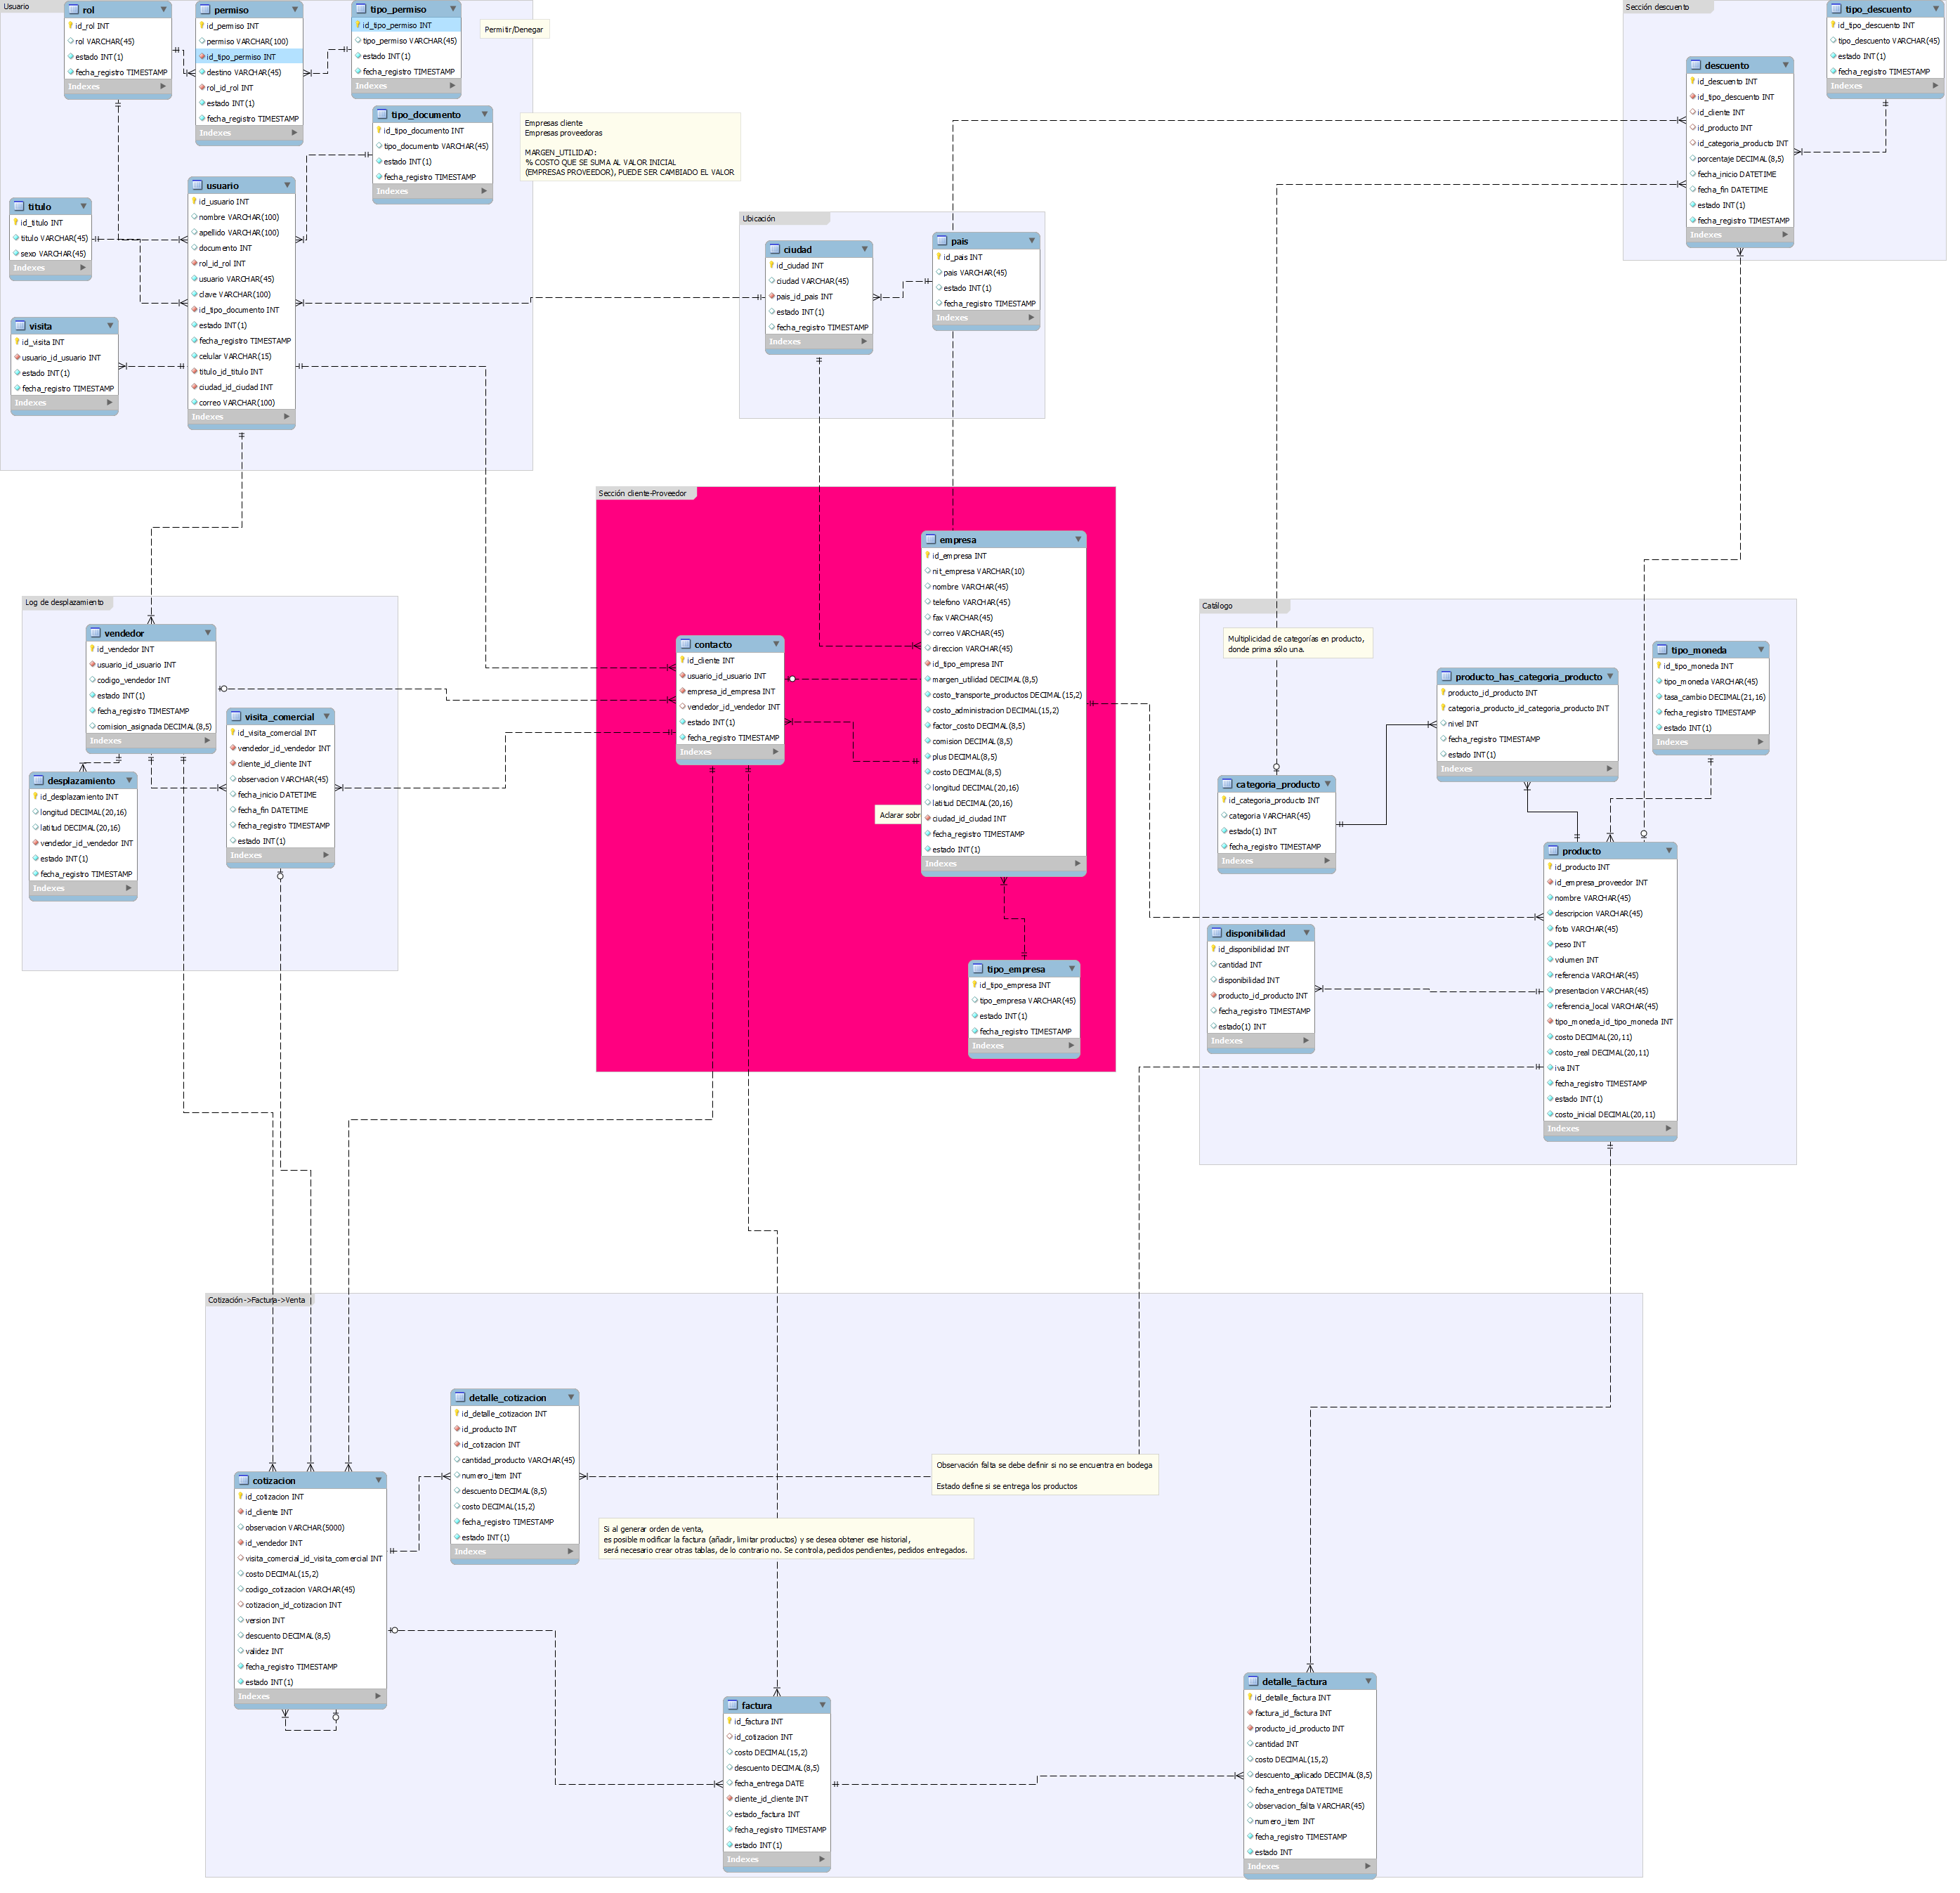 Usuario
rol
id_rol INT
rol VARCHAR(45)
estado INT(1)
fecha_registro TIMESTAMP
Indexes
permiso
id_permiso INT
permiso VARCHAR(100)
id_tipo_permiso INT
destino VARCHAR(45)
rol_id_rol INT
estado INT(1)
fecha_registro TIMESTAMP
Indexes
tipo_permiso
id_tipo_permiso INT
tipo_permiso VARCHAR(45)
estado INT(1)
fecha_registro TIMESTAMP
Indexes
Permitir/Denegar
tipo_documento
id_tipo_documento INT
tipo_documento VARCHAR(45)
estado INT(1)
fecha_registro TIMESTAMP
Indexes
Empresas cliente
Empresas proveedoras
MARGEN_UTILIDAD:
% COSTO QUE SE SUMA AL VALOR INICIAL
(EMPRESAS PROVEEDOR), PUEDE SER CAMBIADO EL VALOR
titulo
id_titulo INT
titulo VARCHAR(45)
sexo VARCHAR(45)
Indexes
usuario
id_usuario INT
nombre VARCHAR(100)
apellido VARCHAR(100)
documento INT
rol_id_rol INT
usuario VARCHAR(45)
clave VARCHAR(100)
id_tipo_documento INT
estado INT(1)
fecha_registro TIMESTAMP
celular VARCHAR(15)
titulo_id_titulo INT
ciudad_id_ciudad INT
correo VARCHAR(100)
Indexes
visita
id_visita INT
usuario_id_usuario INT
estado INT(1)
fecha_registro TIMESTAMP
Indexes
Ubicación
ciudad
id_ciudad INT
ciudad VARCHAR(45)
pais_id_pais INT
estado INT(1)
fecha_registro TIMESTAMP
Indexes
pais
id_pais INT
pais VARCHAR(45)
estado INT(1)
fecha_registro TIMESTAMP
Indexes
Sección descuento
tipo_descuento
id_tipo_descuento INT
tipo_descuento VARCHAR(45)
estado INT(1)
fecha_registro TIMESTAMP
Indexes
descuento
id_descuento INT
id_tipo_descuento INT
id_cliente INT
id_producto INT
id_categoria_producto INT
porcentaje DECIMAL(8,5)
fecha_inicio DATETIME
fecha_fin DATETIME
estado INT(1)
fecha_registro TIMESTAMP
Indexes
Sección cliente-Proveedor
empresa
id_empresa INT
nit_empresa VARCHAR(10)
nombre VARCHAR(45)
telefono VARCHAR(45)
fax VARCHAR(45)
correo VARCHAR(45)
direccion VARCHAR(45)
id_tipo_empresa INT
margen_utilidad DECIMAL(8,5)
costo_transporte_productos DECIMAL(15,2)
costo_administracion DECIMAL(15,2)
factor_costo DECIMAL(8,5)
comision DECIMAL(8,5)
plus DECIMAL(8,5)
costo DECIMAL(8,5)
longitud DECIMAL(20,16)
latitud DECIMAL(20,16)
ciudad_id_ciudad INT
fecha_registro TIMESTAMP
estado INT(1)
Indexes
Aclarar sobr
contacto
id_cliente INT
usuario_id_usuario INT
empresa_id_empresa INT
vendedor_id_vendedor INT
estado INT(1)
fecha_registro TIMESTAMP
Indexes
tipo_empresa
id_tipo_empresa INT
tipo_empresa VARCHAR(45)
estado INT(1)
fecha_registro TIMESTAMP
Indexes
Log de desplazamiento
vendedor
id_vendedor INT
usuario_id_usuario INT
codigo_vendedor INT
estado INT(1)
fecha_registro TIMESTAMP
comision_asignada DECIMAL(8,5)
Indexes
visita_comercial
id_visita_comercial INT
vendedor_id_vendedor INT
cliente_id_cliente INT
observacion VARCHAR(45)
fecha_inicio DATETIME
fecha_fin DATETIME
fecha_registro TIMESTAMP
estado INT(1)
Indexes
desplazamiento
id_desplazamiento INT
longitud DECIMAL(20,16)
latitud DECIMAL(20,16)
vendedor_id_vendedor INT
estado INT(1)
fecha_registro TIMESTAMP
Indexes
Catálogo
Multiplicidad de categorías en producto,
donde prima sólo una.
tipo_moneda
id_tipo_moneda INT
tipo_moneda VARCHAR(45)
tasa_cambio DECIMAL(21,16)
fecha_registro TIMESTAMP
estado INT(1)
Indexes
producto_has_categoria_producto
producto_id_producto INT
categoria_producto_id_categoria_producto INT
nivel INT
fecha_registro TIMESTAMP
estado INT(1)
Indexes
categoria_producto
id_categoria_producto INT
categoria VARCHAR(45)
estado(1) INT
fecha_registro TIMESTAMP
Indexes
producto
id_producto INT
id_empresa_proveedor INT
nombre VARCHAR(45)
descripcion VARCHAR(45)
foto VARCHAR(45)
peso INT
volumen INT
referencia VARCHAR(45)
presentacion VARCHAR(45)
referencia_local VARCHAR(45)
tipo_moneda_id_tipo_moneda INT
costo DECIMAL(20,11)
costo_real DECIMAL(20,11)
iva INT
fecha_registro TIMESTAMP
estado INT(1)
costo_inicial DECIMAL(20,11)
Indexes
disponibilidad
id_disponibilidad INT
cantidad INT
disponibilidad INT
producto_id_producto INT
fecha_registro TIMESTAMP
estado(1) INT
Indexes
Cotización->Factura->Venta
detalle_cotizacion
id_detalle_cotizacion INT
id_producto INT
id_cotizacion INT
cantidad_producto VARCHAR(45)
numero_item INT
descuento DECIMAL(8,5)
costo DECIMAL(15,2)
fecha_registro TIMESTAMP
estado INT(1)
Indexes
Observación falta se debe definir si no se encuentra en bodega
Estado define si se entrega los productos
Si al generar orden de venta,
es posible modificar la factura (añadir, limitar productos) y se desea obtener ese historial,
será necesario crear otras tablas, de lo contrario no. Se controla, pedidos pendientes, pedidos entregados.
cotizacion
id_cotizacion INT
id_cliente INT
observacion VARCHAR(5000)
id_vendedor INT
visita_comercial_id_visita_comercial INT
costo DECIMAL(15,2)
codigo_cotizacion VARCHAR(45)
cotizacion_id_cotizacion INT
version INT
descuento DECIMAL(8,5)
validez INT
fecha_registro TIMESTAMP
estado INT(1)
Indexes
factura
id_factura INT
id_cotizacion INT
costo DECIMAL(15,2)
descuento DECIMAL(8,5)
fecha_entrega DATE
cliente_id_cliente INT
estado_factura INT
fecha_registro TIMESTAMP
estado INT(1)
Indexes
detalle_factura
id_detalle_factura INT
factura_id_factura INT
producto_id_producto INT
cantidad INT
costo DECIMAL(15,2)
descuento_aplicado DECIMAL(8,5)
fecha_entrega DATETIME
observacion_falta VARCHAR(45)
numero_item INT
fecha_registro TIMESTAMP
estado INT
Indexes